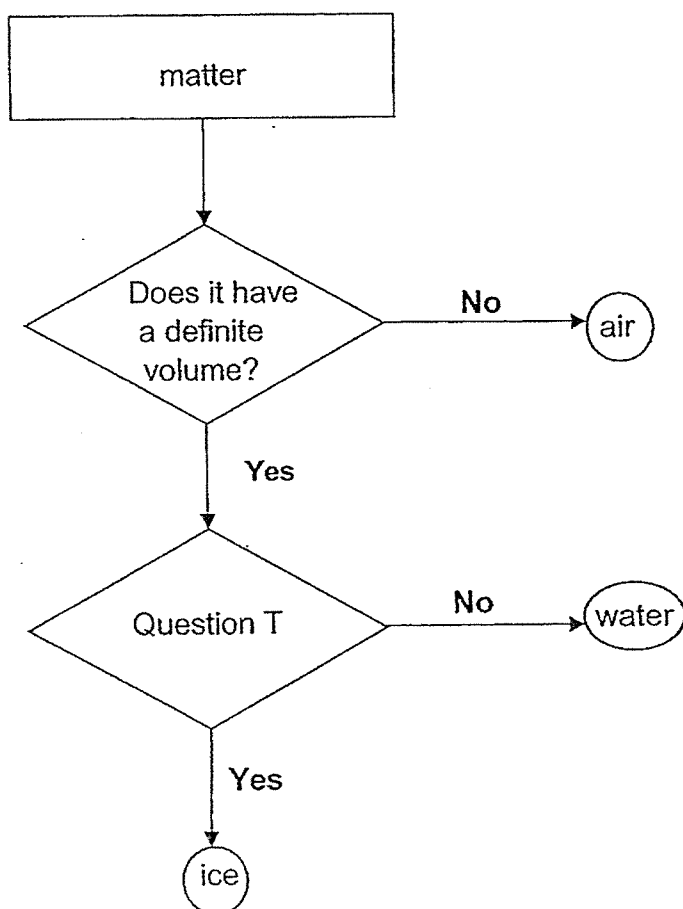 matter
Does it have
a definite
volume?
No
air
Yes
Question T
No
water
Yes
ice